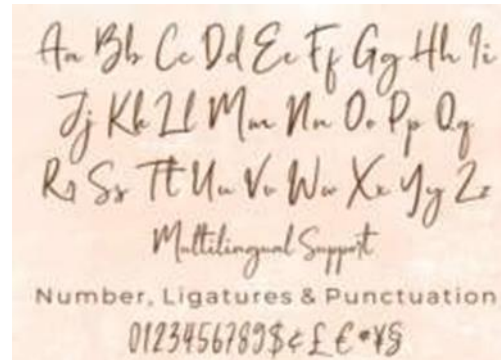 Aa Bb Cc Dd Ee Ff Gg Hh Ii
Jj Kk Ll Mm Nn Oo Pp Qq
Rr Ss Tt Uu Vv Ww Xx Yy Zz
Multilingual Support
Number, Ligatures & Punctuation
0123456789$¢£€*¥§